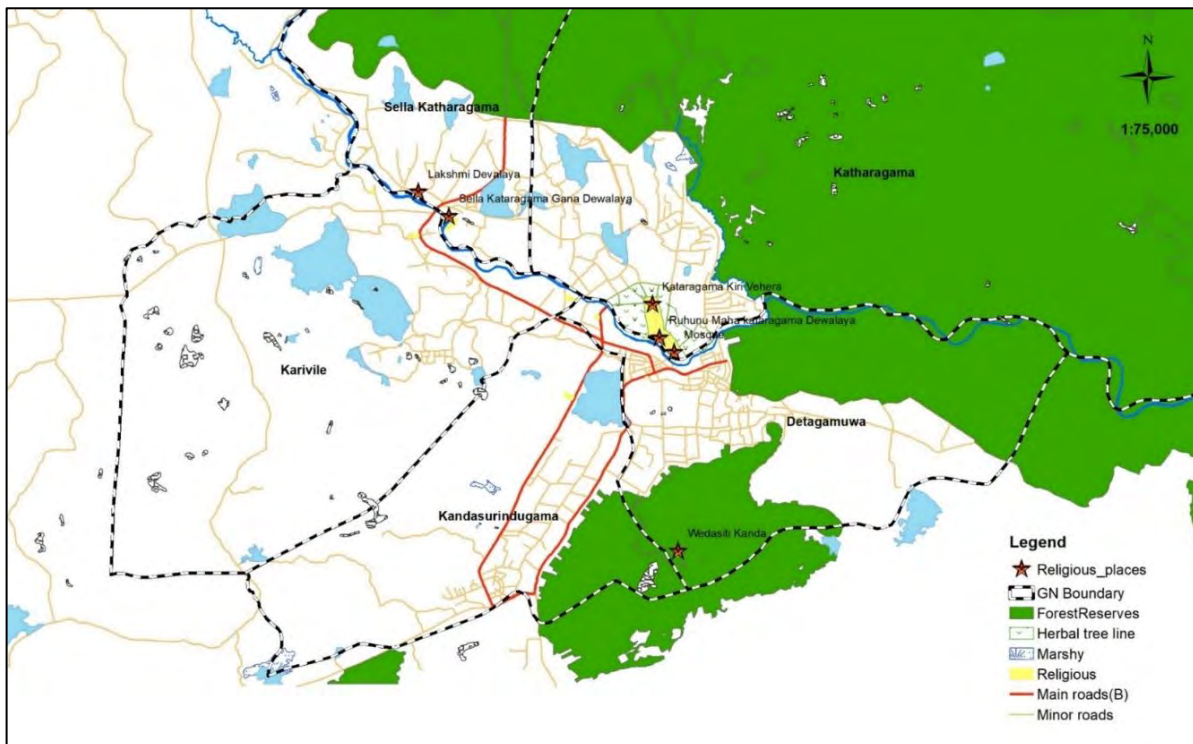 N
1:75,000
Sella Katharagama
Katharagama
Lakshmi Devalaya
Sella Kataragama Gana Dewalaya
Kataragama Kiri Vehera
Ruhunu Maha kataragama Dewalaya
Mosque
Karivile
Detagamuwa
Kandasurindugama
Wedasiti Kanda
Legend
Religious_places
GN Boundary
ForestReserves
Herbal tree line
Marshy
Religious
Main roads(B)
Minor roads